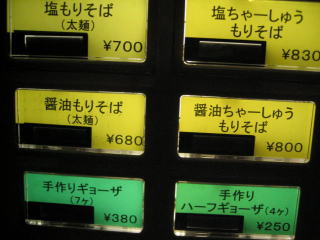 塩もりそば
(太麺)
¥700
塩ちゃーしゅう
もりそば
¥830
醤油もりそば
(太麺)
¥680
醤油ちゃーしゅう
もりそば
¥800
手作りギョーザ
(7ヶ)
¥380
手作り
ハーフギョーザ(4ヶ)
¥250